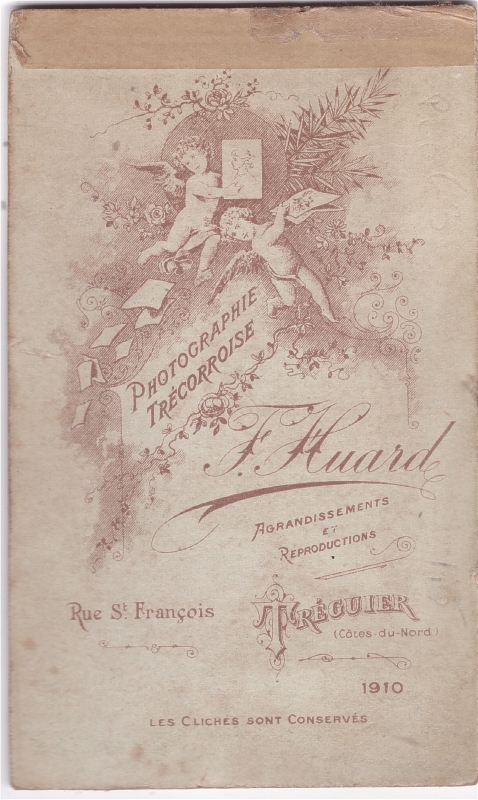 PHOTOGRAPHIE
TRÉCORROISE
F. Huard
AGRANDISSEMENTS
ET
REPRODUCTIONS
Rue St François
TRÉGUIER
(Côtes-du-Nord)
1910
LES CLICHÉS SONT CONSERVÉS